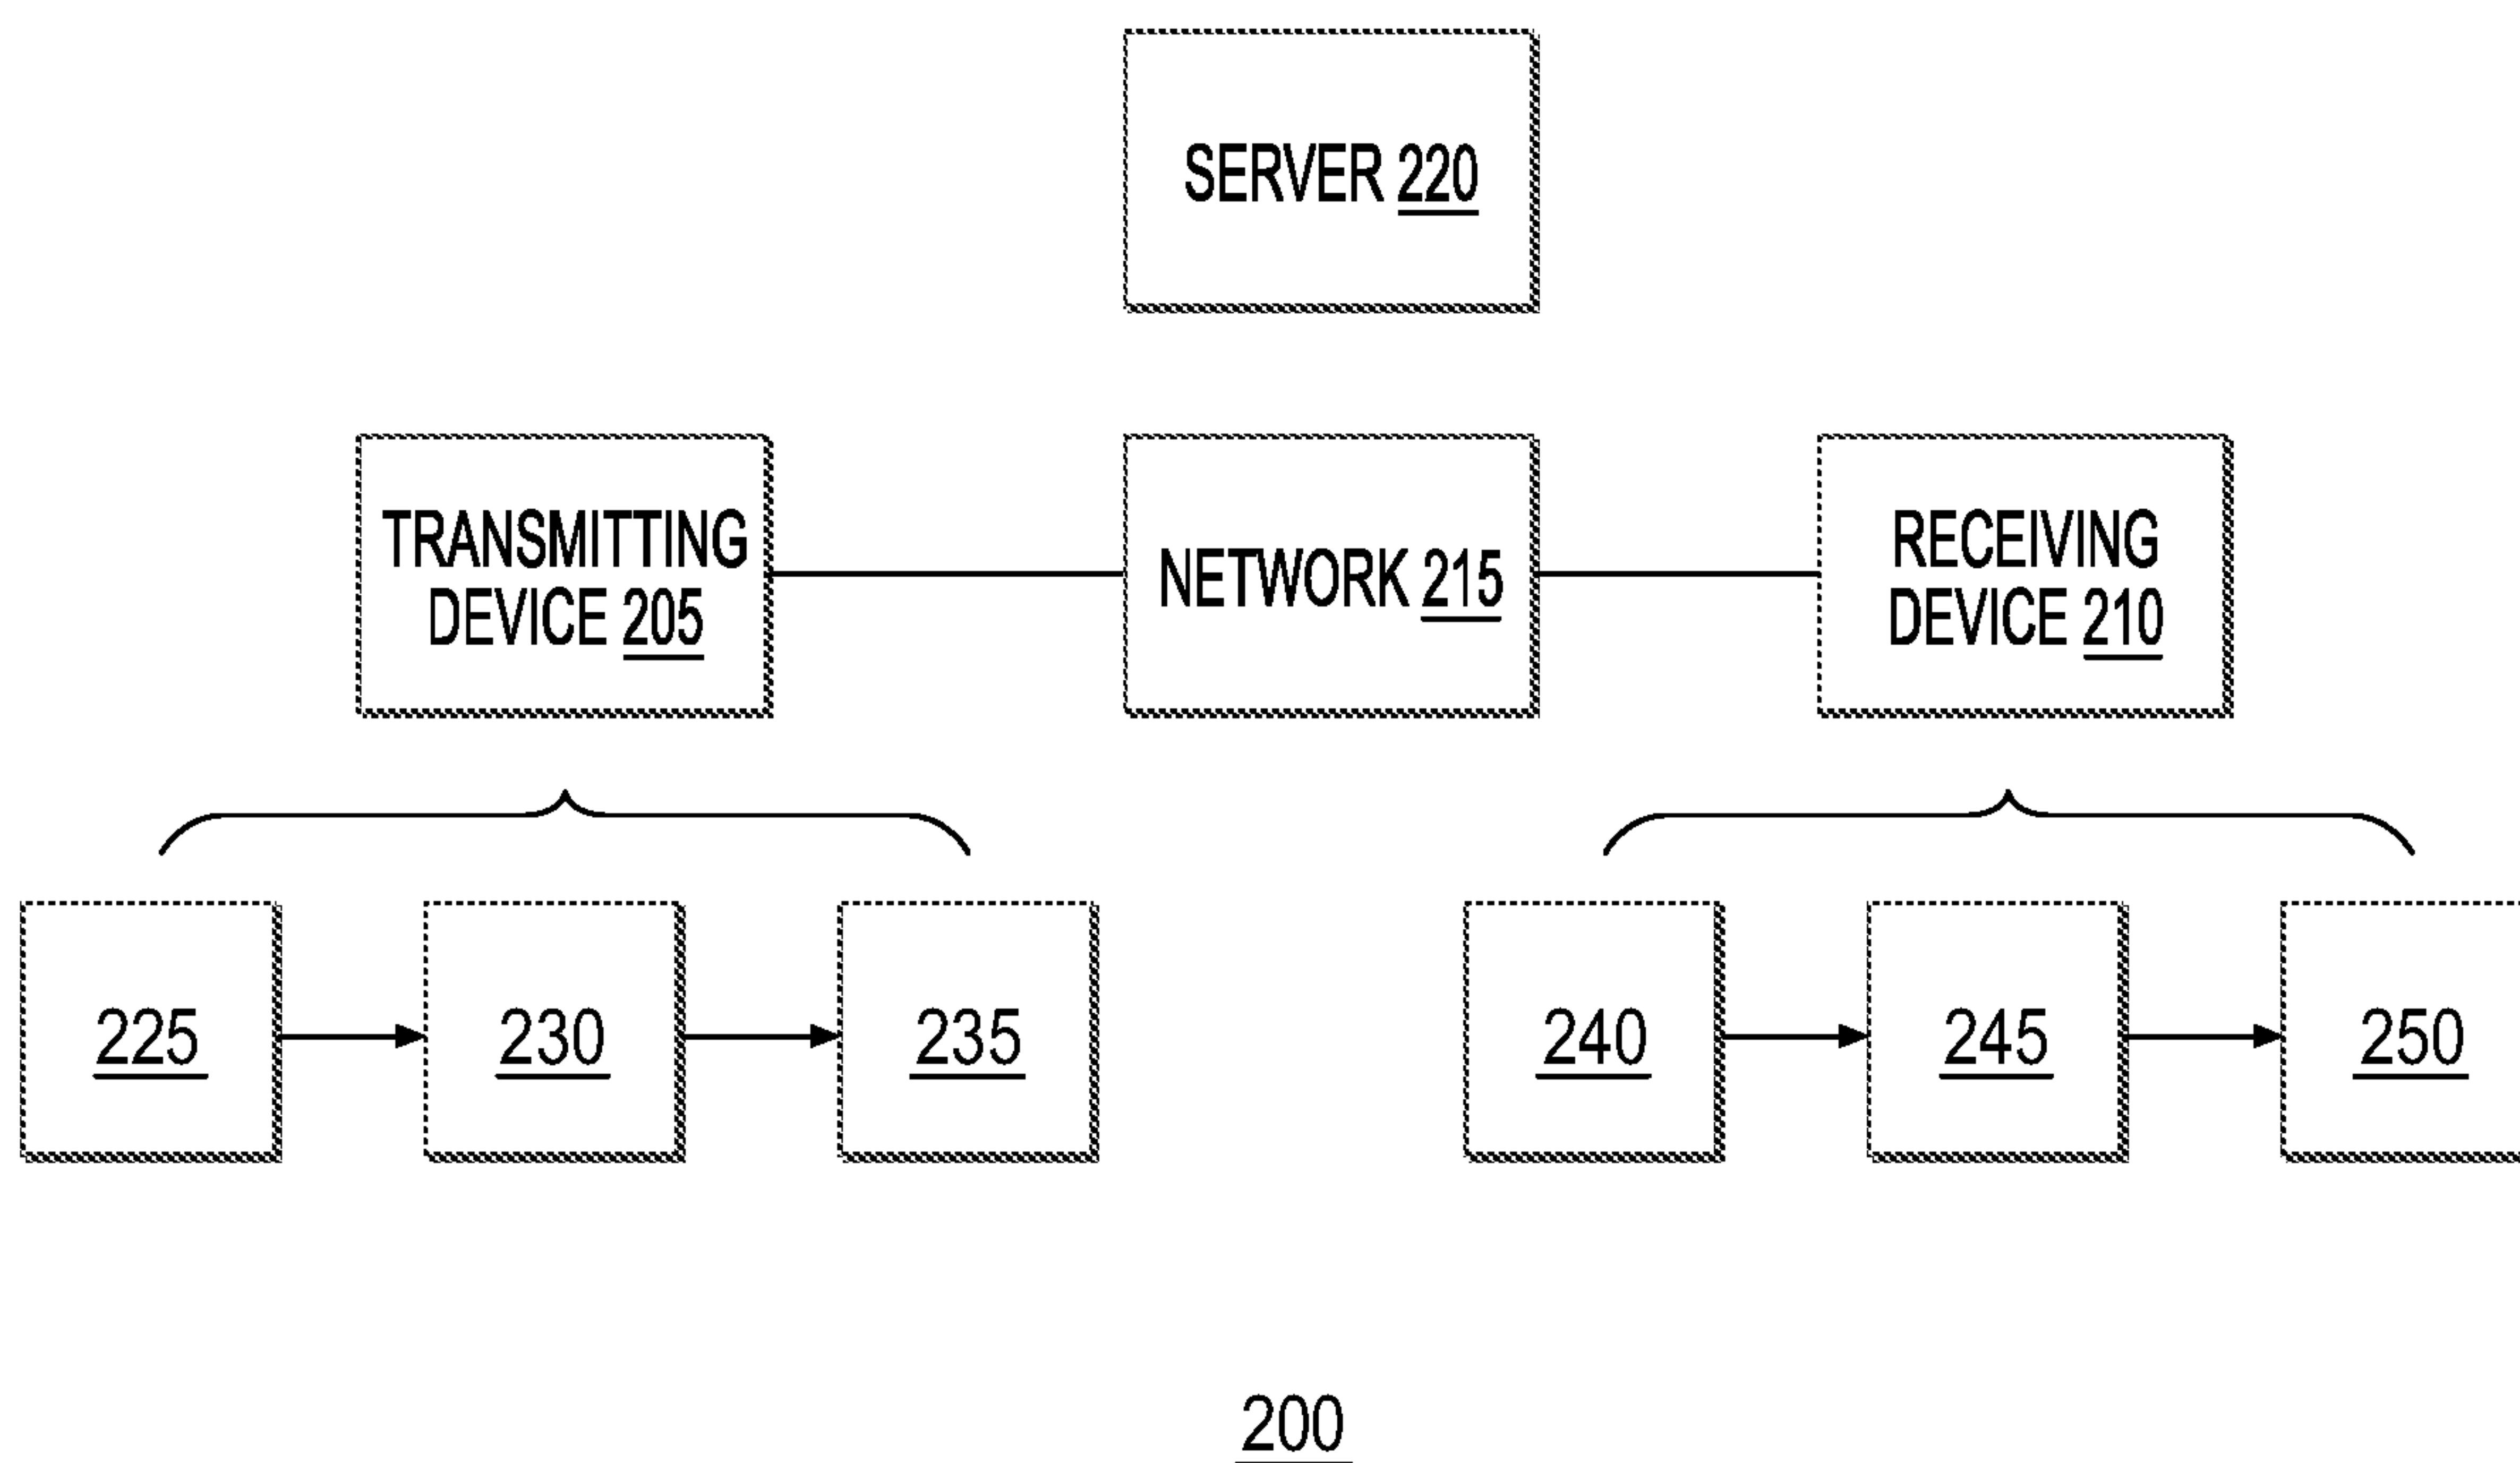 SERVER 220
TRANSMITTING
DEVICE 205
NETWORK 215
RECEIVING
DEVICE 210
225
230
235
240
245
250
200